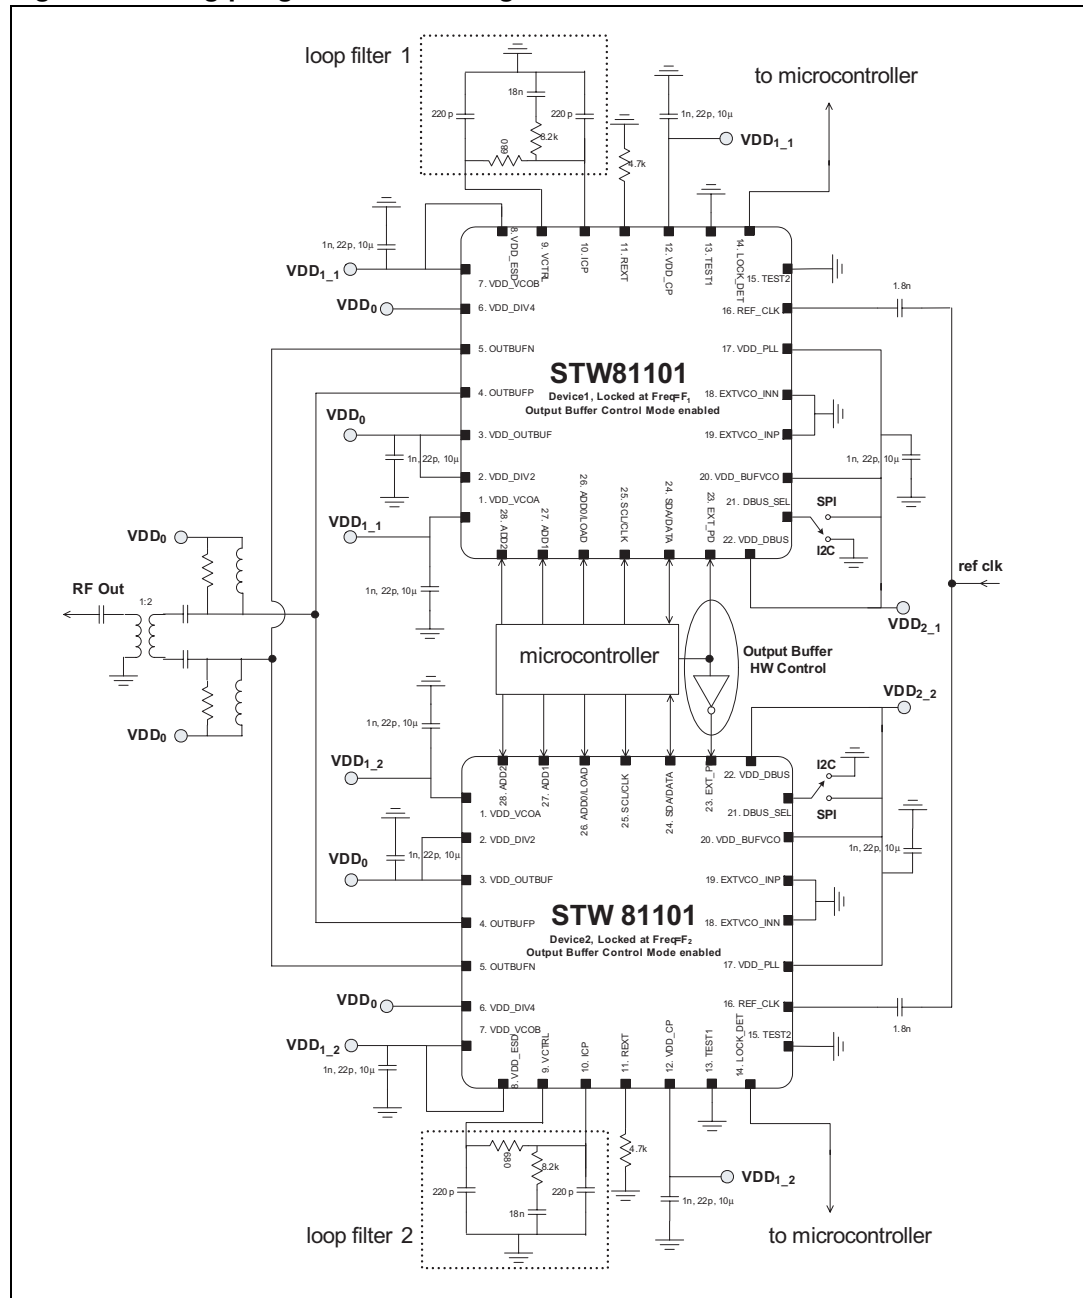 loop filter 1
18n
220p
220p
8.2k
680
1n, 22p, 10μ
4.7k
VDD1_1
to microcontroller
1n, 22p, 10μ
VDD1_1
VDD0
8. VDD_ESD
9. VCTRL
10. ICP
11. REXT
12. VDD_CP
13. TEST1
14. LOCK_DET
7. VDD_VCOB
6. VDD_DIV4
5. OUTBUFN
4. OUTBUFP
3. VDD_OUTBUF
2. VDD_DIV2
1. VDD_VCOA
15. TEST2
16. REF_CLK
17. VDD_PLL
18. EXTVCO_INN
19. EXTVCO_INP
20. VDD_BUFVCO
21. DBUS_SEL
22. VDD_DBUS
STW81101
Device1, Locked at Freq=F1
Output Buffer Control Mode enabled
28. ADD2
27. ADD1
26. ADD0/LOAD
25. SCL/CLK
24. SDA/DATA
23. EXT_PD
1.8n
VDD0
1n, 22p, 10μ
1n, 22p, 10μ
SPI
I2C
ref clk
VDD1_1
1n, 22p, 10μ
VDD2_1
VDD0
RF Out
1:2
VDD0
microcontroller
Output Buffer
HW Control
1n, 22p, 10μ
VDD1_2
VDD2_2
I2C
SPI
28. ADD2
27. ADD1
26. ADD0/LOAD
25. SCL/CLK
24. SDA/DATA
23. EXT_P
22. VDD_DBUS
21. DBUS_SEL
20. VDD_BUFVCO
19. EXTVCO_INP
18. EXTVCO_INN
17. VDD_PLL
16. REF_CLK
15. TEST2
1. VDD_VCOA
2. VDD_DIV2
3. VDD_OUTBUF
4. OUTBUFP
5. OUTBUFN
6. VDD_DIV4
7. VDD_VCOB
STW 81101
Device2, Locked at Freq=F2
Output Buffer Control Mode enabled
1n, 22p, 10μ
VDD0
1n, 22p, 10μ
VDD0
VDD1_2
1n, 22p, 10μ
1.8n
8. VDD_ESD
9. VCTRL
10. ICP
11. REXT
12. VDD_CP
13. TEST1
14. LOCK_DET
680
8.2k
220p
220p
18n
4.7k
VDD1_2
1n, 22p, 10μ
loop filter 2
to microcontroller